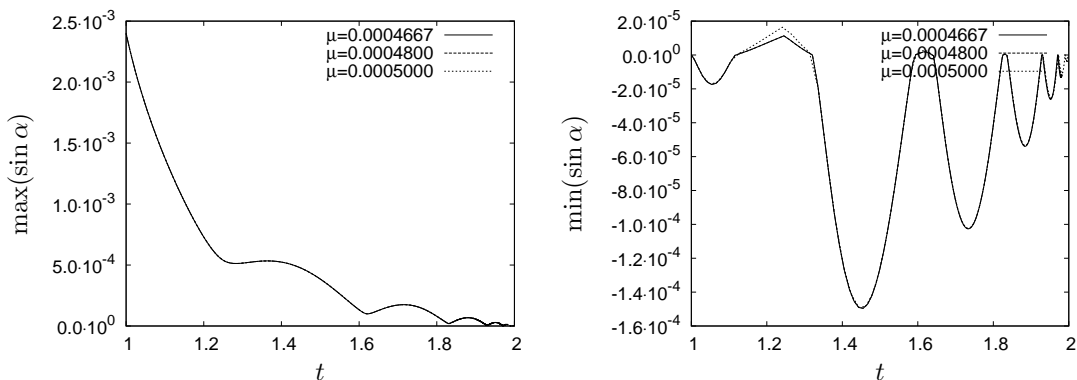 max(sin α)
2.5·10⁻³
2.0·10⁻³
1.5·10⁻³
1.0·10⁻³
5.0·10⁻⁴
0.0·10⁰
μ=0.0004667
μ=0.0004800
μ=0.0005000
1 1.2 1.4 1.6 1.8 2
t
min(sin α)
2.0·10⁻⁵
0.0·10⁰
-2.0·10⁻⁵
-4.0·10⁻⁵
-6.0·10⁻⁵
-8.0·10⁻⁵
-1.0·10⁻⁴
-1.2·10⁻⁴
-1.4·10⁻⁴
-1.6·10⁻⁴
μ=0.0004667
μ=0.0004800
μ=0.0005000
1 1.2 1.4 1.6 1.8 2
t